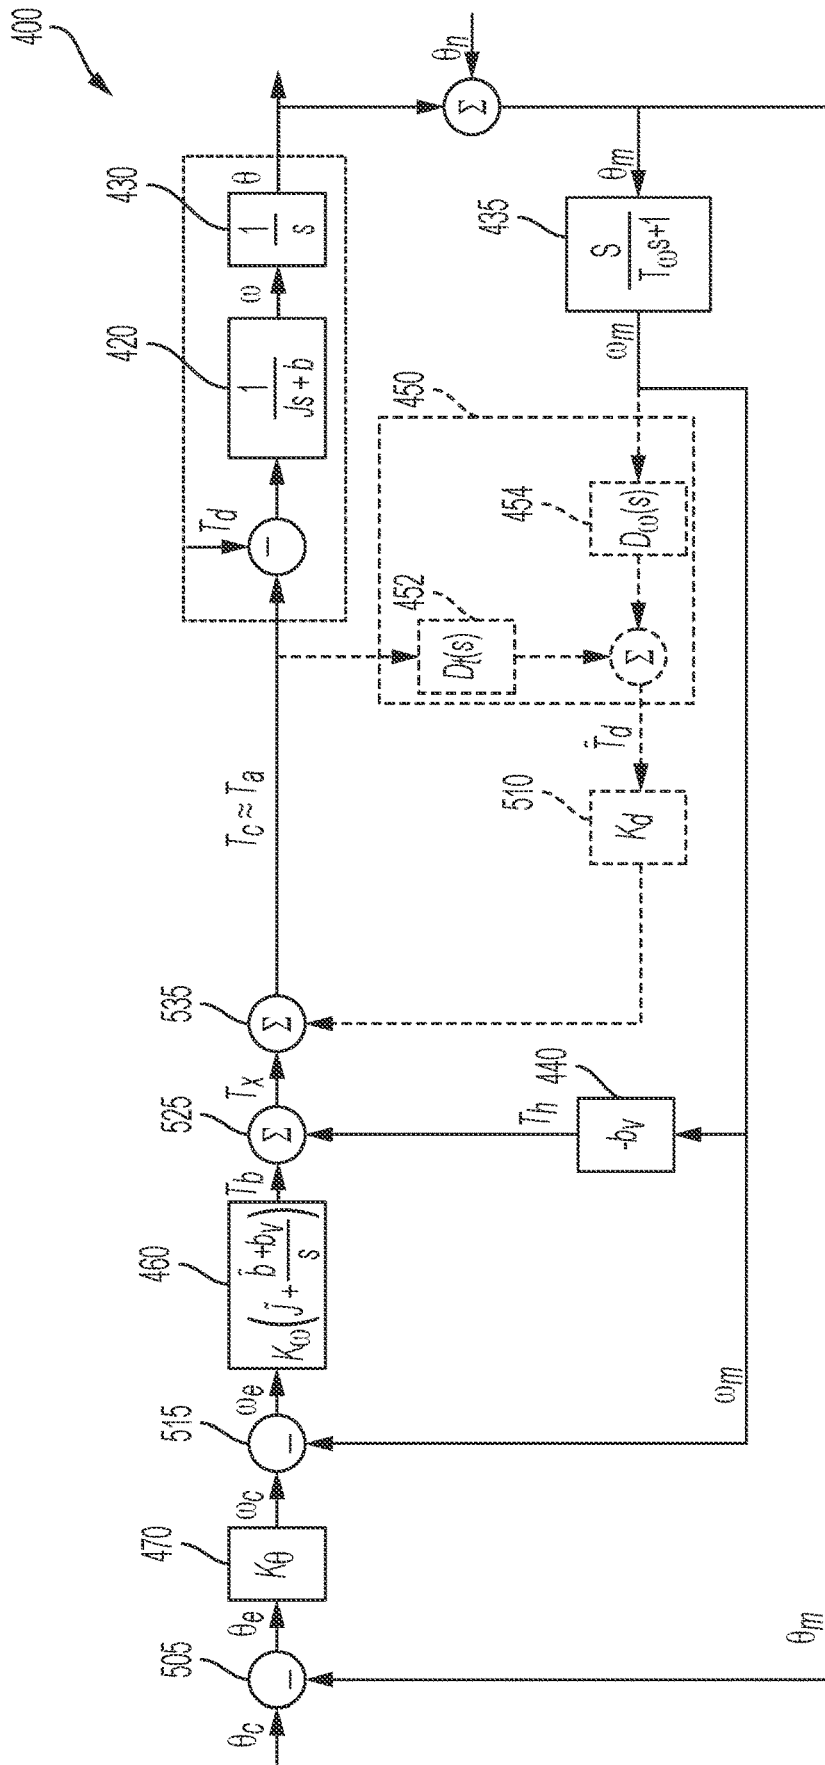 400
θc
505
θe
470
Kθ
ωc
515
ωe
460
Kω(J̃ + b̃+bv / s)
Tb
525
Σ
Tx
535
Σ
Tc ≈ Ta
Td
420
1 / Js + b
ω
430
1 / s
θ
θn
Σ
θm
435
S / Tωs+1
ωm
450
454
Dω(s)
452
Dt(s)
Σ
T̃d
510
Kd
440
-bv
Th
ωm
θm